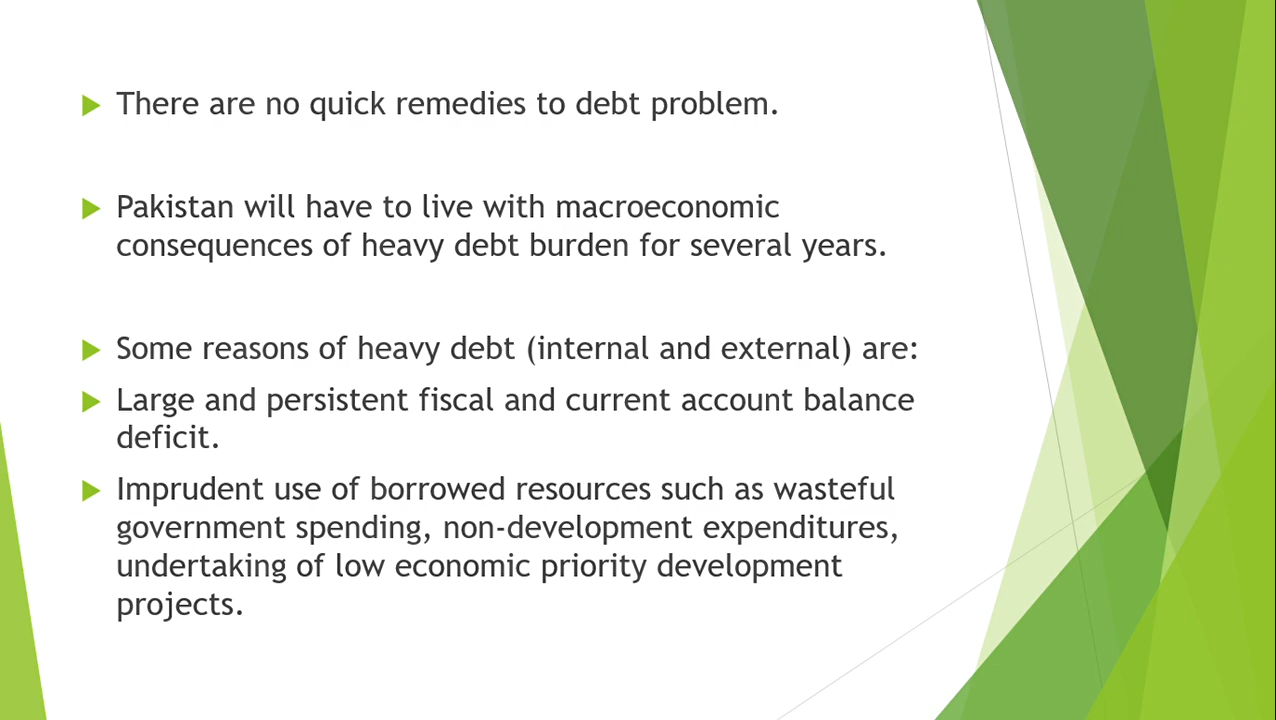 There are no quick remedies to debt problem.
Pakistan will have to live with macroeconomic
consequences of heavy debt burden for several years.
Some reasons of heavy debt (internal and external) are:
Large and persistent fiscal and current account balance
deficit.
Imprudent use of borrowed resources such as wasteful
government spending, non-development expenditures,
undertaking of low economic priority development
projects.